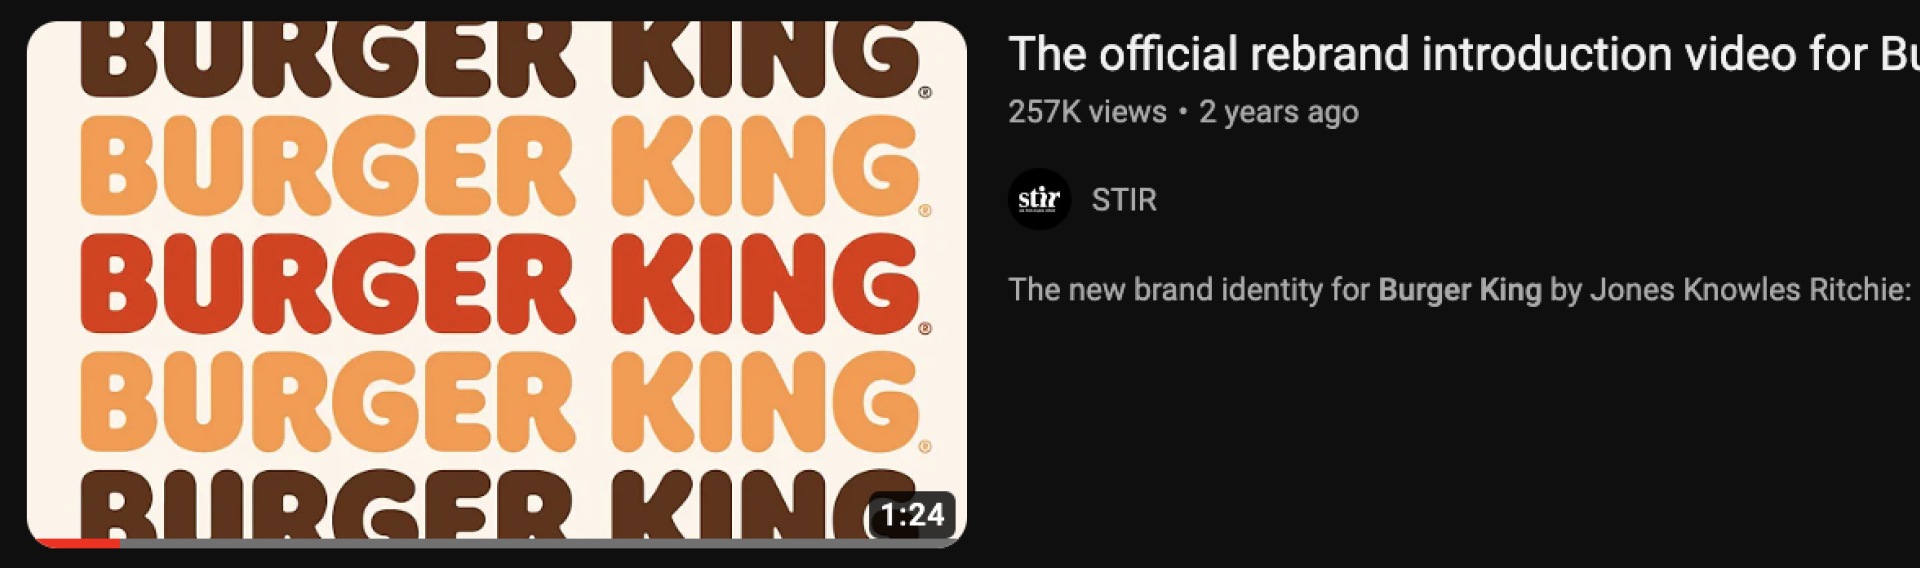 BURGER KING®
BURGER KING®
BURGER KING®
BURGER KING®
BURGER KING
1:24
The official rebrand introduction video for Bu
257K views • 2 years ago
stir
STIR
The new brand identity for Burger King by Jones Knowles Ritchie: